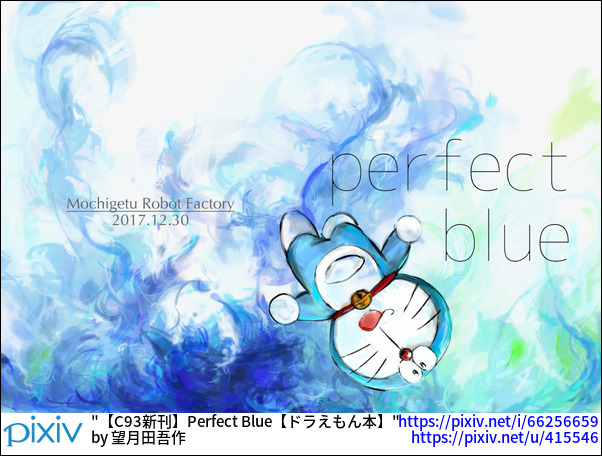 perfect
blue
Mochigetu Robot Factory
2017.12.30
pixiv
"【C93新刊】Perfect Blue【ドラえもん本】"
https://pixiv.net/i/66256659
by 望月田吾作
https://pixiv.net/u/415546